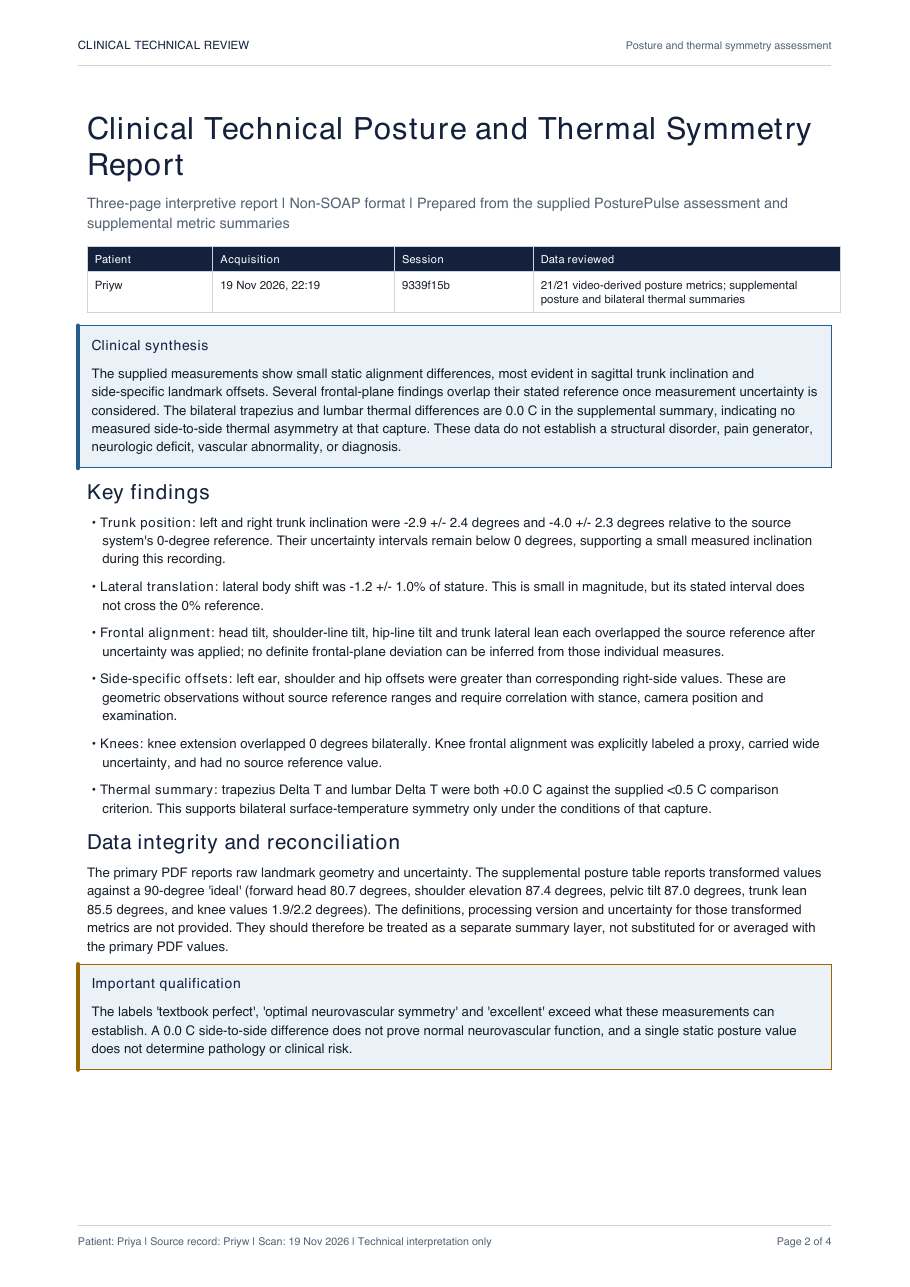 CLINICAL TECHNICAL REVIEW
Posture and thermal symmetry assessment
Clinical Technical Posture and Thermal Symmetry
Report
Three-page interpretive report | Non-SOAP format | Prepared from the supplied PosturePulse assessment and
supplemental metric summaries
Patient Acquisition Session Data reviewed
Priyw 19 Nov 2026, 22:19 9339f15b 21/21 video-derived posture metrics; supplemental
posture and bilateral thermal summaries
Clinical synthesis
The supplied measurements show small static alignment differences, most evident in sagittal trunk inclination and
side-specific landmark offsets. Several frontal-plane findings overlap their stated reference once measurement uncertainty is
considered. The bilateral trapezius and lumbar thermal differences are 0.0 C in the supplemental summary, indicating no
measured side-to-side thermal asymmetry at that capture. These data do not establish a structural disorder, pain generator,
neurologic deficit, vascular abnormality, or diagnosis.
Key findings
• Trunk position: left and right trunk inclination were -2.9 +/- 2.4 degrees and -4.0 +/- 2.3 degrees relative to the source
system's 0-degree reference. Their uncertainty intervals remain below 0 degrees, supporting a small measured inclination
during this recording.
• Lateral translation: lateral body shift was -1.2 +/- 1.0% of stature. This is small in magnitude, but its stated interval does
not cross the 0% reference.
• Frontal alignment: head tilt, shoulder-line tilt, hip-line tilt and trunk lateral lean each overlapped the source reference after
uncertainty was applied; no definite frontal-plane deviation can be inferred from those individual measures.
• Side-specific offsets: left ear, shoulder and hip offsets were greater than corresponding right-side values. These are
geometric observations without source reference ranges and require correlation with stance, camera position and
examination.
• Knees: knee extension overlapped 0 degrees bilaterally. Knee frontal alignment was explicitly labeled a proxy, carried wide
uncertainty, and had no source reference value.
• Thermal summary: trapezius Delta T and lumbar Delta T were both +0.0 C against the supplied <0.5 C comparison
criterion. This supports bilateral surface-temperature symmetry only under the conditions of that capture.
Data integrity and reconciliation
The primary PDF reports raw landmark geometry and uncertainty. The supplemental posture table reports transformed values
against a 90-degree 'ideal' (forward head 80.7 degrees, shoulder elevation 87.4 degrees, pelvic tilt 87.0 degrees, trunk lean
85.5 degrees, and knee values 1.9/2.2 degrees). The definitions, processing version and uncertainty for those transformed
metrics are not provided. They should therefore be treated as a separate summary layer, not substituted for or averaged with
the primary PDF values.
Important qualification
The labels 'textbook perfect', 'optimal neurovascular symmetry' and 'excellent' exceed what these measurements can
establish. A 0.0 C side-to-side difference does not prove normal neurovascular function, and a single static posture value
does not determine pathology or clinical risk.
Patient: Priya | Source record: Priyw | Scan: 19 Nov 2026 | Technical interpretation only
Page 2 of 4